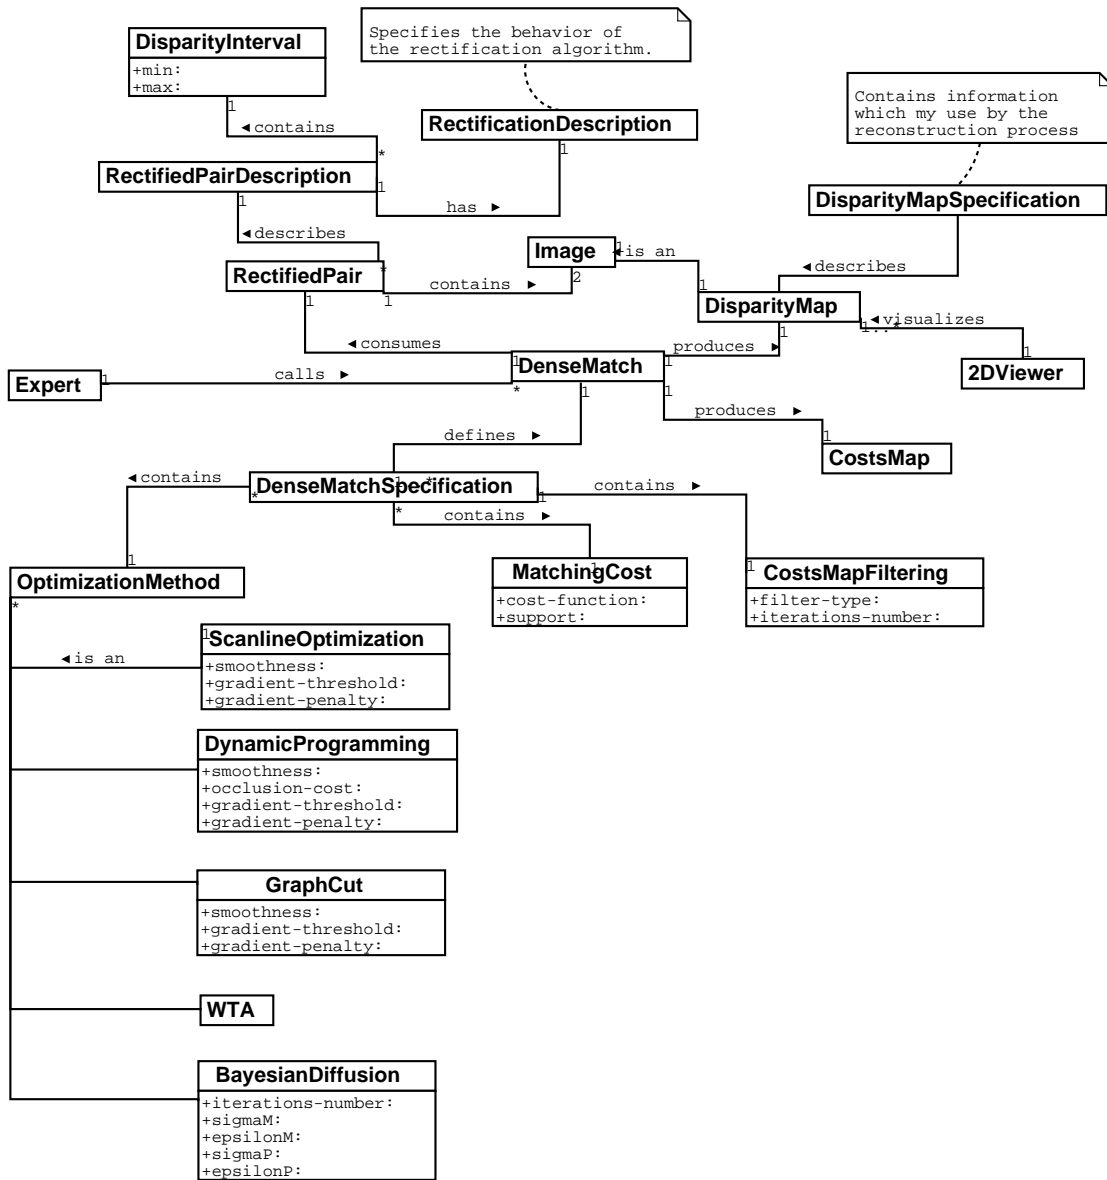 DisparityInterval
+min:
+max:
Specifies the behavior of
the rectification algorithm.
Contains information
which my use by the
reconstruction process
1
◄contains
*
RectificationDescription
1
RectifiedPairDescription
1
1
has ►
DisparityMapSpecification
◄describes
*
RectifiedPair
1
1
contains ►
Image
2
1
◄is an
1
◄describes
DisparityMap
1
1..*
◄visualizes
1
2DViewer
◄consumes
1
produces ►
1
DenseMatch
Expert
1
calls ►
*
1
1
produces ►
1
CostsMap
defines ►
1
*
◄contains
*
DenseMatchSpecification
1
contains ►
*
contains ►
1
OptimizationMethod
*
1
MatchingCost
+cost-function:
+support:
1
CostsMapFiltering
+filter-type:
+iterations-number:
1
ScanlineOptimization
◄is an
+smoothness:
+gradient-threshold:
+gradient-penalty:
DynamicProgramming
+smoothness:
+occlusion-cost:
+gradient-threshold:
+gradient-penalty:
GraphCut
+smoothness:
+gradient-threshold:
+gradient-penalty:
WTA
BayesianDiffusion
+iterations-number:
+sigmaM:
+epsilonM:
+sigmaP:
+epsilonP: